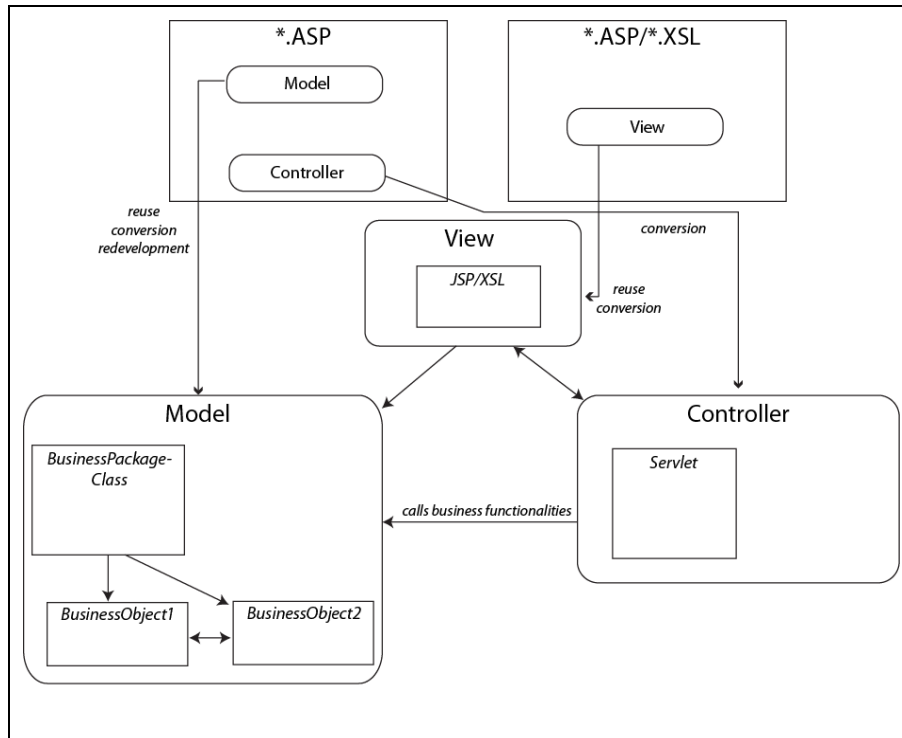 *.ASP
Model
Controller
*.ASP/*.XSL
View
reuse
conversion
redevelopment
conversion
reuse
conversion
View
JSP/XSL
Model
BusinessPackage-
Class
BusinessObject1
BusinessObject2
calls business functionalities
Controller
Servlet